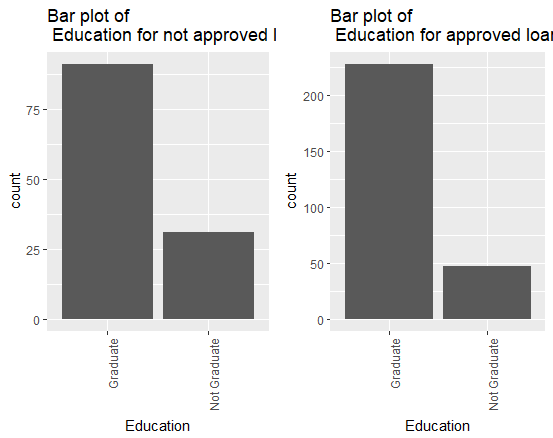 Bar plot of
Education for not approved l
75
50
25
0
count
Graduate
Not Graduate
Education
Bar plot of
Education for approved loan
200
150
100
50
0
count
Graduate
Not Graduate
Education